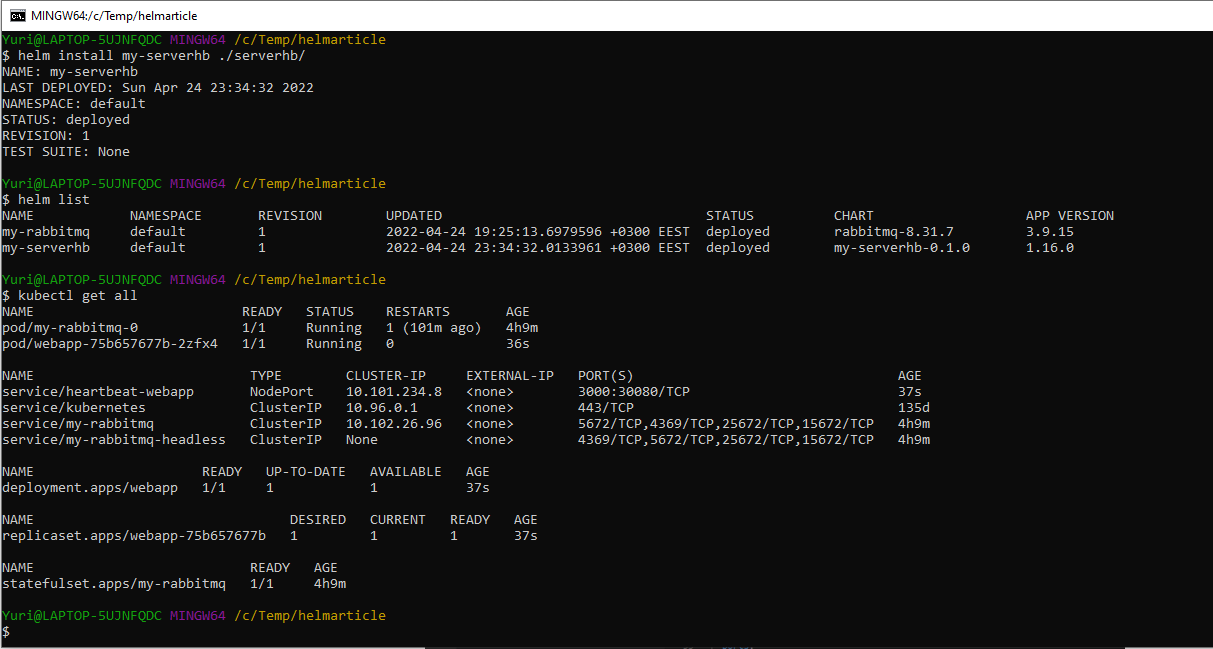 MINGW64:/c/Temp/helmarticle
Yuri@LAPTOP-5UJNFQDC MINGW64 /c/Temp/helmarticle
$ helm install my-serverhb ./serverhb/
NAME: my-serverhb
LAST DEPLOYED: Sun Apr 24 23:34:32 2022
NAMESPACE: default
STATUS: deployed
REVISION: 1
TEST SUITE: None
Yuri@LAPTOP-5UJNFQDC MINGW64 /c/Temp/helmarticle
$ helm list
NAME NAMESPACE REVISION UPDATED STATUS CHART APP VERSION
my-rabbitmq default 1 2022-04-24 19:25:13.6979596 +0300 EEST deployed rabbitmq-8.31.7 3.9.15
my-serverhb default 1 2022-04-24 23:34:32.0133961 +0300 EEST deployed my-serverhb-0.1.0 1.16.0
Yuri@LAPTOP-5UJNFQDC MINGW64 /c/Temp/helmarticle
$ kubectl get all
NAME READY STATUS RESTARTS AGE
pod/my-rabbitmq-0 1/1 Running 1 (101m ago) 4h9m
pod/webapp-75b657677b-2zfx4 1/1 Running 0 36s
NAME TYPE CLUSTER-IP EXTERNAL-IP PORT(S) AGE
service/heartbeat-webapp NodePort 10.101.234.8 <none> 3000:30080/TCP 37s
service/kubernetes ClusterIP 10.96.0.1 <none> 443/TCP 135d
service/my-rabbitmq ClusterIP 10.102.26.96 <none> 5672/TCP,4369/TCP,25672/TCP,15672/TCP 4h9m
service/my-rabbitmq-headless ClusterIP None <none> 4369/TCP,5672/TCP,25672/TCP,15672/TCP 4h9m
NAME READY UP-TO-DATE AVAILABLE AGE
deployment.apps/webapp 1/1 1 1 37s
NAME DESIRED CURRENT READY AGE
replicaset.apps/webapp-75b657677b 1 1 1 37s
NAME READY AGE
statefulset.apps/my-rabbitmq 1/1 4h9m
Yuri@LAPTOP-5UJNFQDC MINGW64 /c/Temp/helmarticle
$